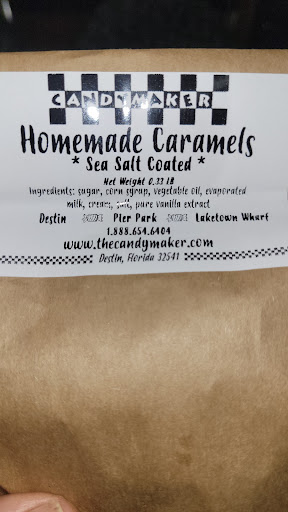 CANDYMAKER
Homemade Caramels
* Sea Salt Coated *
Net Weight 0.33 LB
Ingredients: sugar, corn syrup, vegetable oil, evaporated
milk, cream, salt, pure vanilla extract
Destin Pier Park Laketown Wharf
1.888.654.6404
www.thecandymaker.com
Destin, Florida 32541